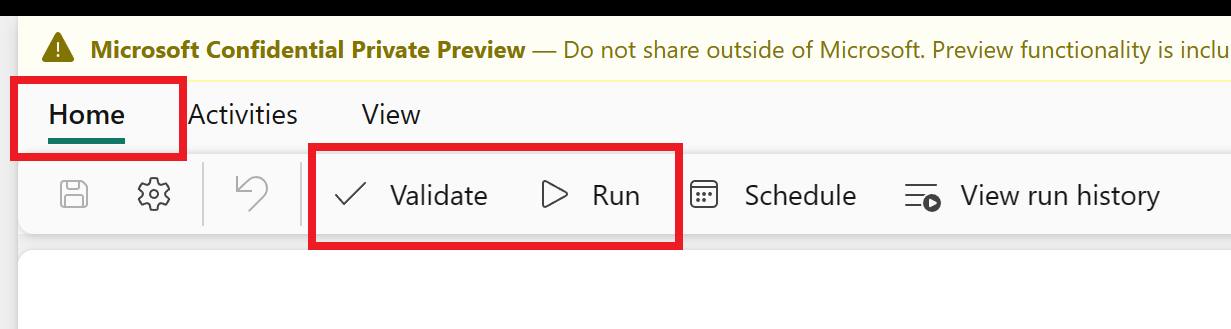 Microsoft Confidential Private Preview — Do not share outside of Microsoft. Preview functionality is inclu
Home Activities View
Validate Run Schedule View run history